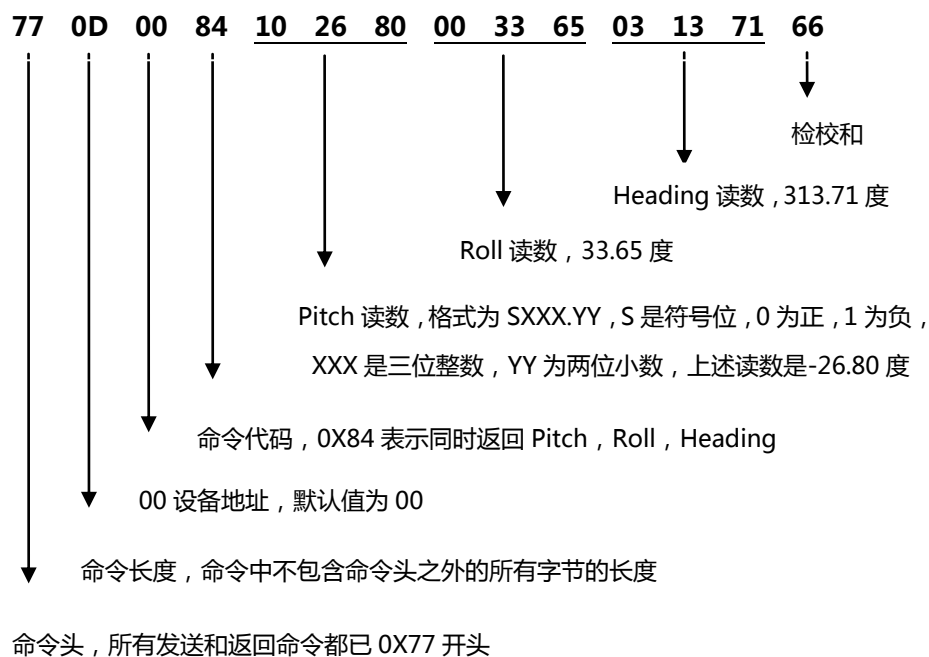 77 0D 00 84 10 26 80 00 33 65 03 13 71 66
检校和
Heading 读数,313.71 度
Roll 读数,33.65 度
Pitch 读数,格式为 SXXX.YY,S 是符号位,0 为正,1 为负,
XXX 是三位整数,YY 为两位小数,上述读数是-26.80 度
命令代码,0X84 表示同时返回 Pitch,Roll,Heading
00 设备地址,默认值为 00
命令长度,命令中不包含命令头之外的所有字节的长度
命令头,所有发送和返回命令都已 0X77 开头